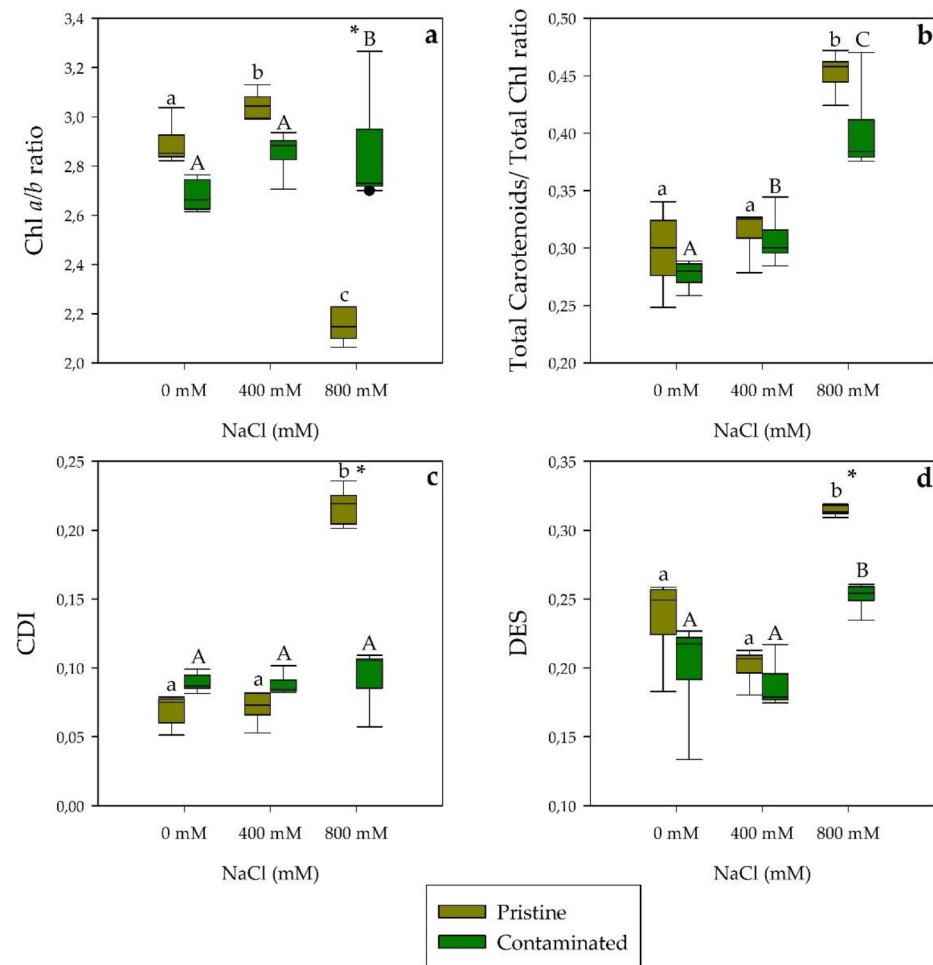 a
Chl a/b ratio
3,4
3,2
3,0
2,8
2,6
2,4
2,2
2,0
a
A
b
A
c
* B
0 mM 400 mM 800 mM
NaCl (mM)
b
Total Carotenoids/ Total Chl ratio
0,50
0,45
0,40
0,35
0,30
0,25
0,20
a
A
a
B
b
C
0 mM 400 mM 800 mM
NaCl (mM)
c
CDI
0,25
0,20
0,15
0,10
0,05
0,00
a
A
a
A
b *
A
0 mM 400 mM 800 mM
NaCl (mM)
d
DES
0,35
0,30
0,25
0,20
0,15
0,10
a
A
a
A
b *
B
0 mM 400 mM 800 mM
NaCl (mM)
Pristine
Contaminated